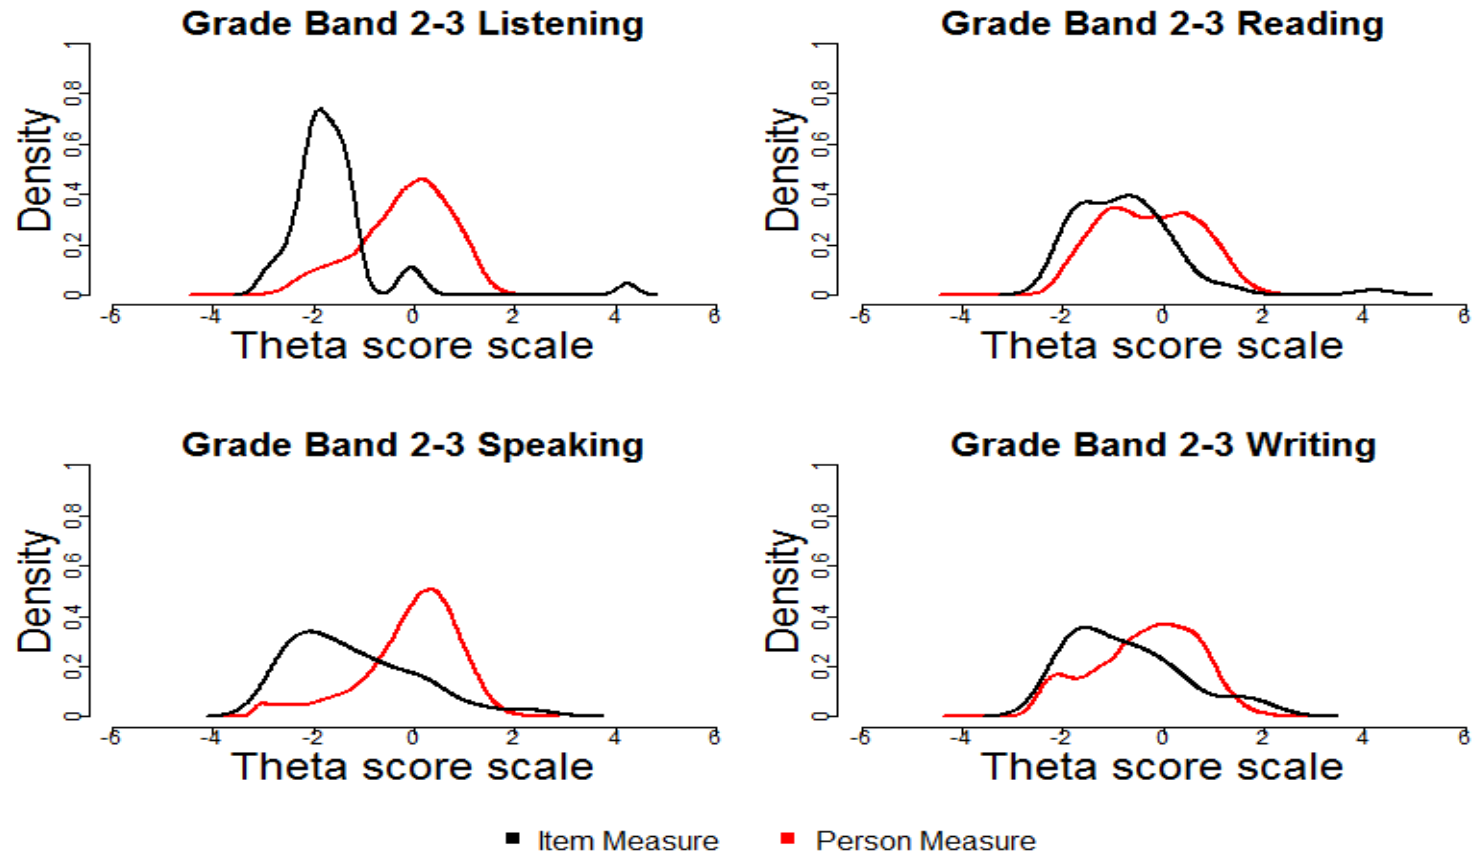 Grade Band 2-3 Listening
Density
0 0.2 0.4 0.6 0.8 1
-6 -4 -2 0 2 4 6
Theta score scale
Grade Band 2-3 Reading
Density
0 0.2 0.4 0.6 0.8 1
-6 -4 -2 0 2 4 6
Theta score scale
Grade Band 2-3 Speaking
Density
0 0.2 0.4 0.6 0.8 1
-6 -4 -2 0 2 4 6
Theta score scale
Grade Band 2-3 Writing
Density
0 0.2 0.4 0.6 0.8 1
-6 -4 -2 0 2 4 6
Theta score scale
Item Measure
Person Measure